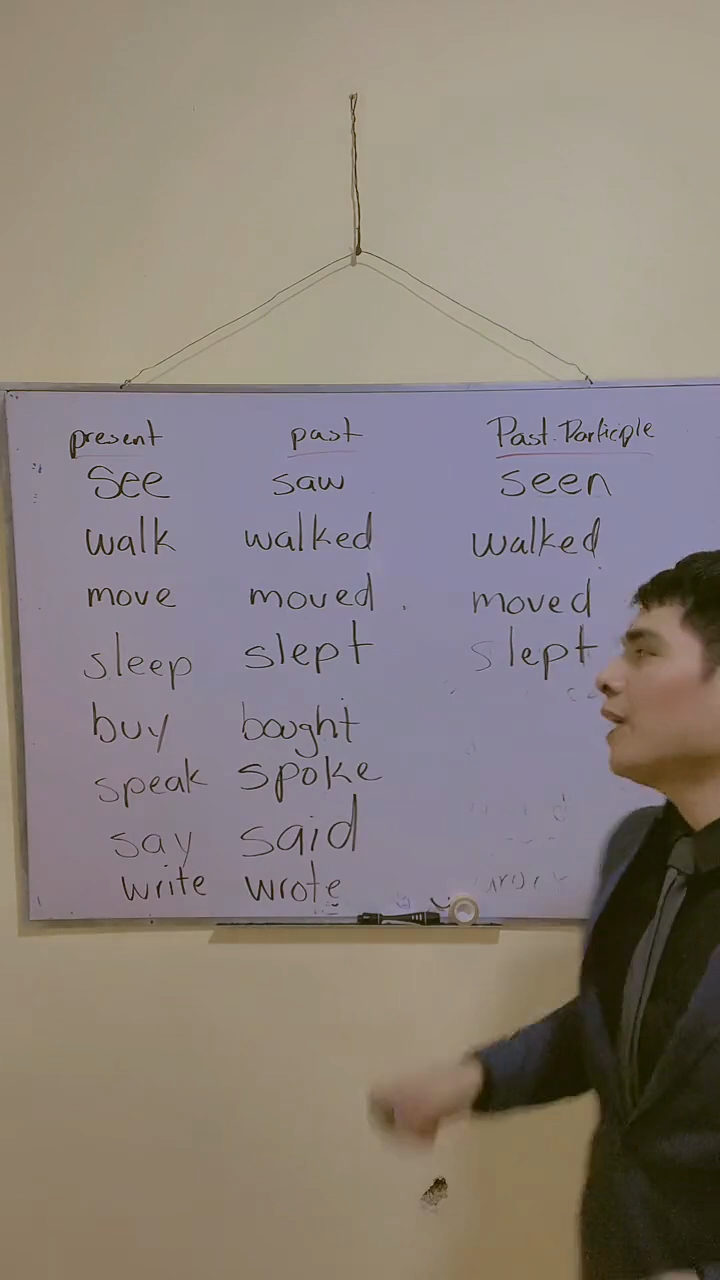 present past Past. Participle
see saw seen
walk walked walked
move moved moved
sleep slept slept
buy bought
speak spoke
say said
write wrote